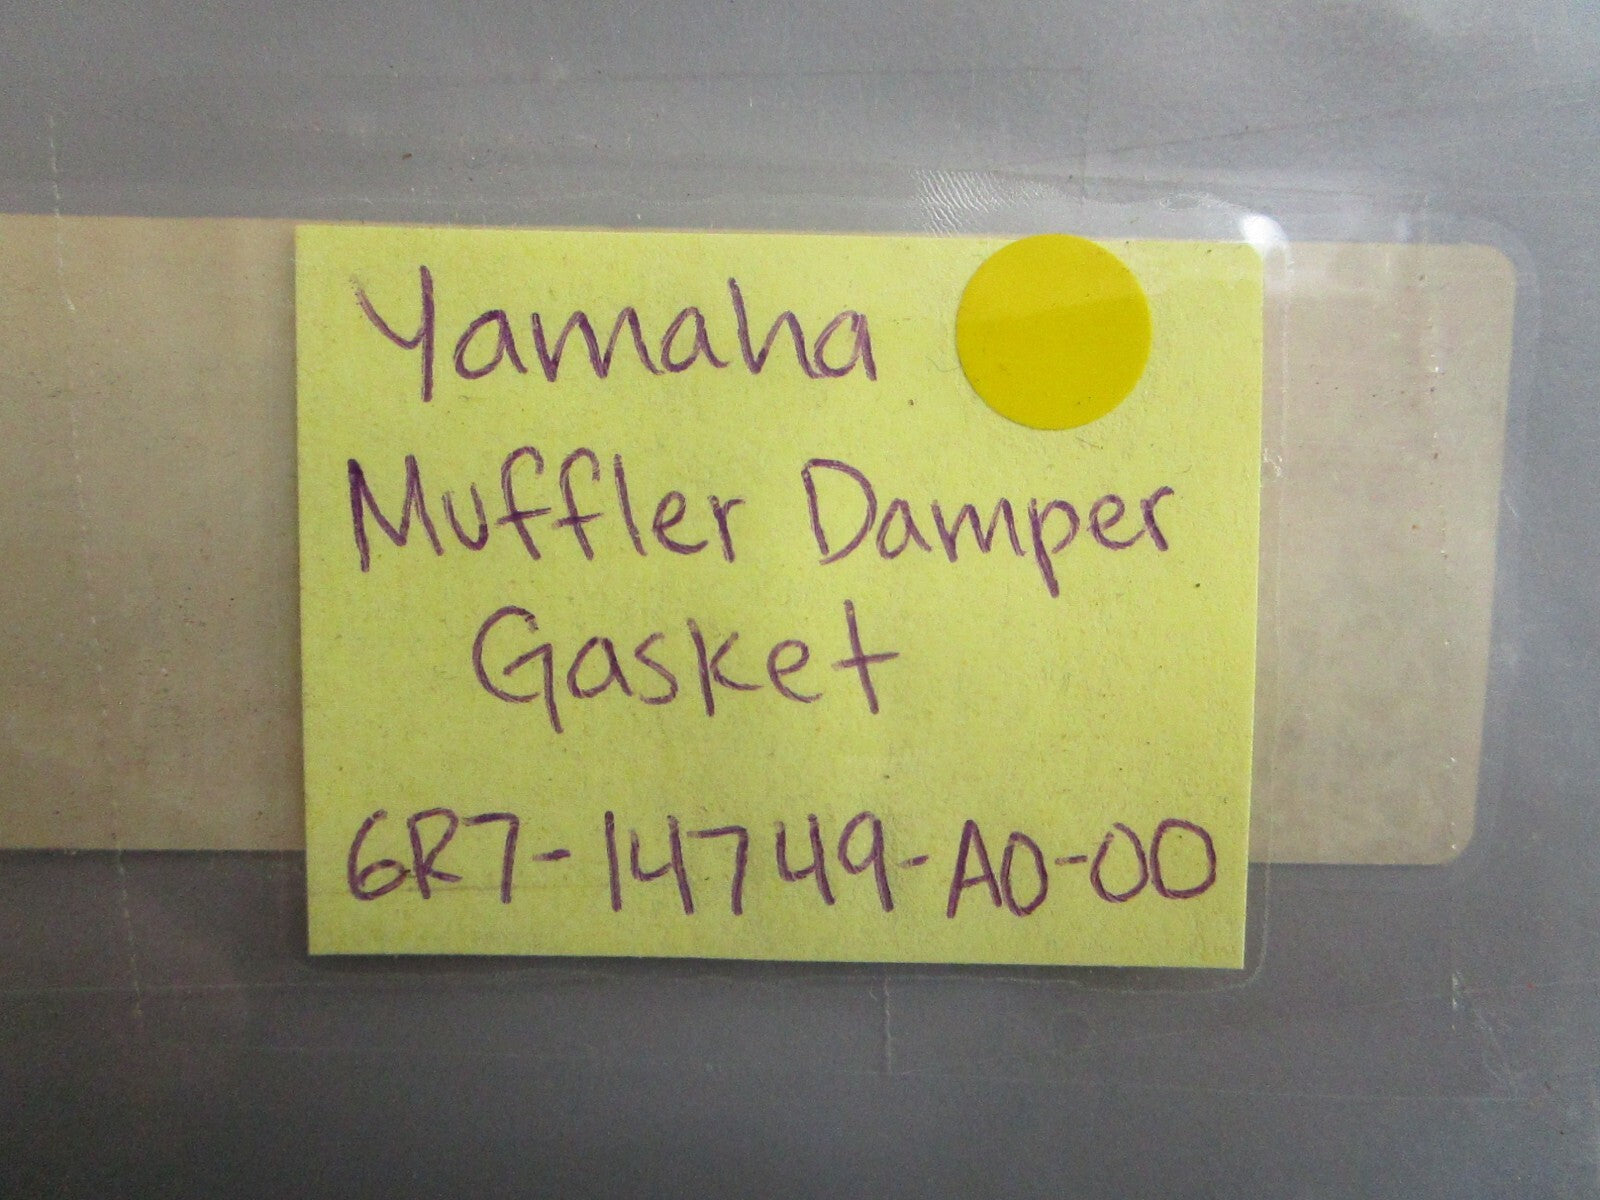 Yamaha
Muffler Damper
Gasket
6R7-14749-A0-00